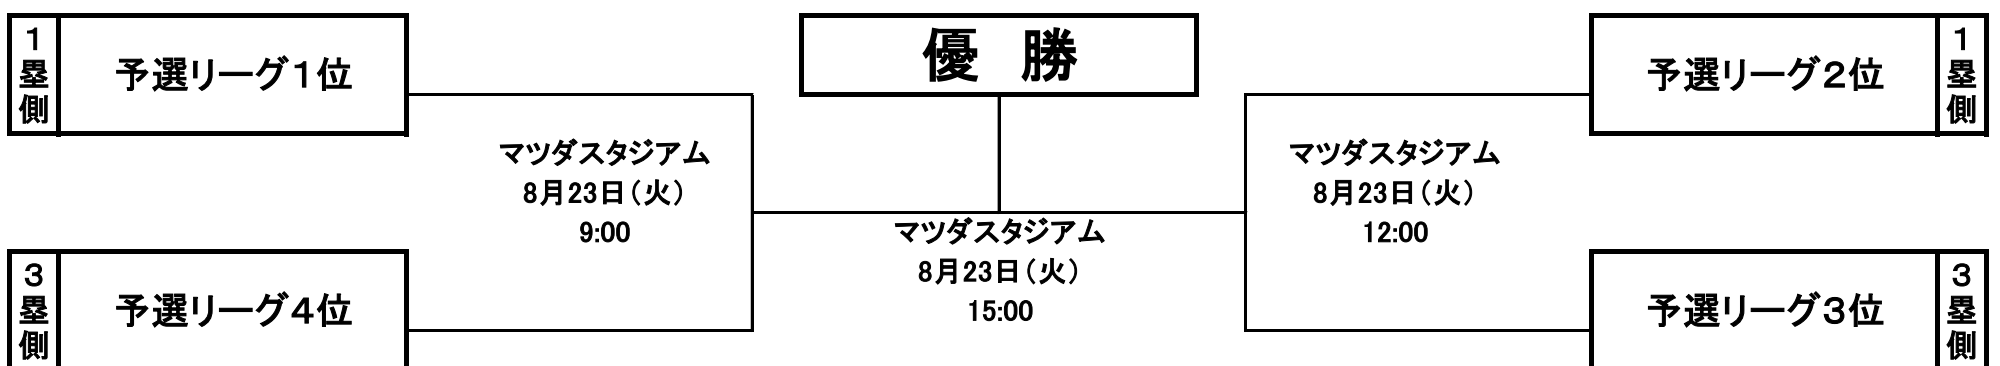 1塁側
予選リーグ1位
優　勝
予選リーグ2位
1塁側
マツダスタジアム
8月23日（火）
9:00
マツダスタジアム
8月23日（火）
12:00
マツダスタジアム
8月23日（火）
15:00
3塁側
予選リーグ4位
予選リーグ3位
3塁側